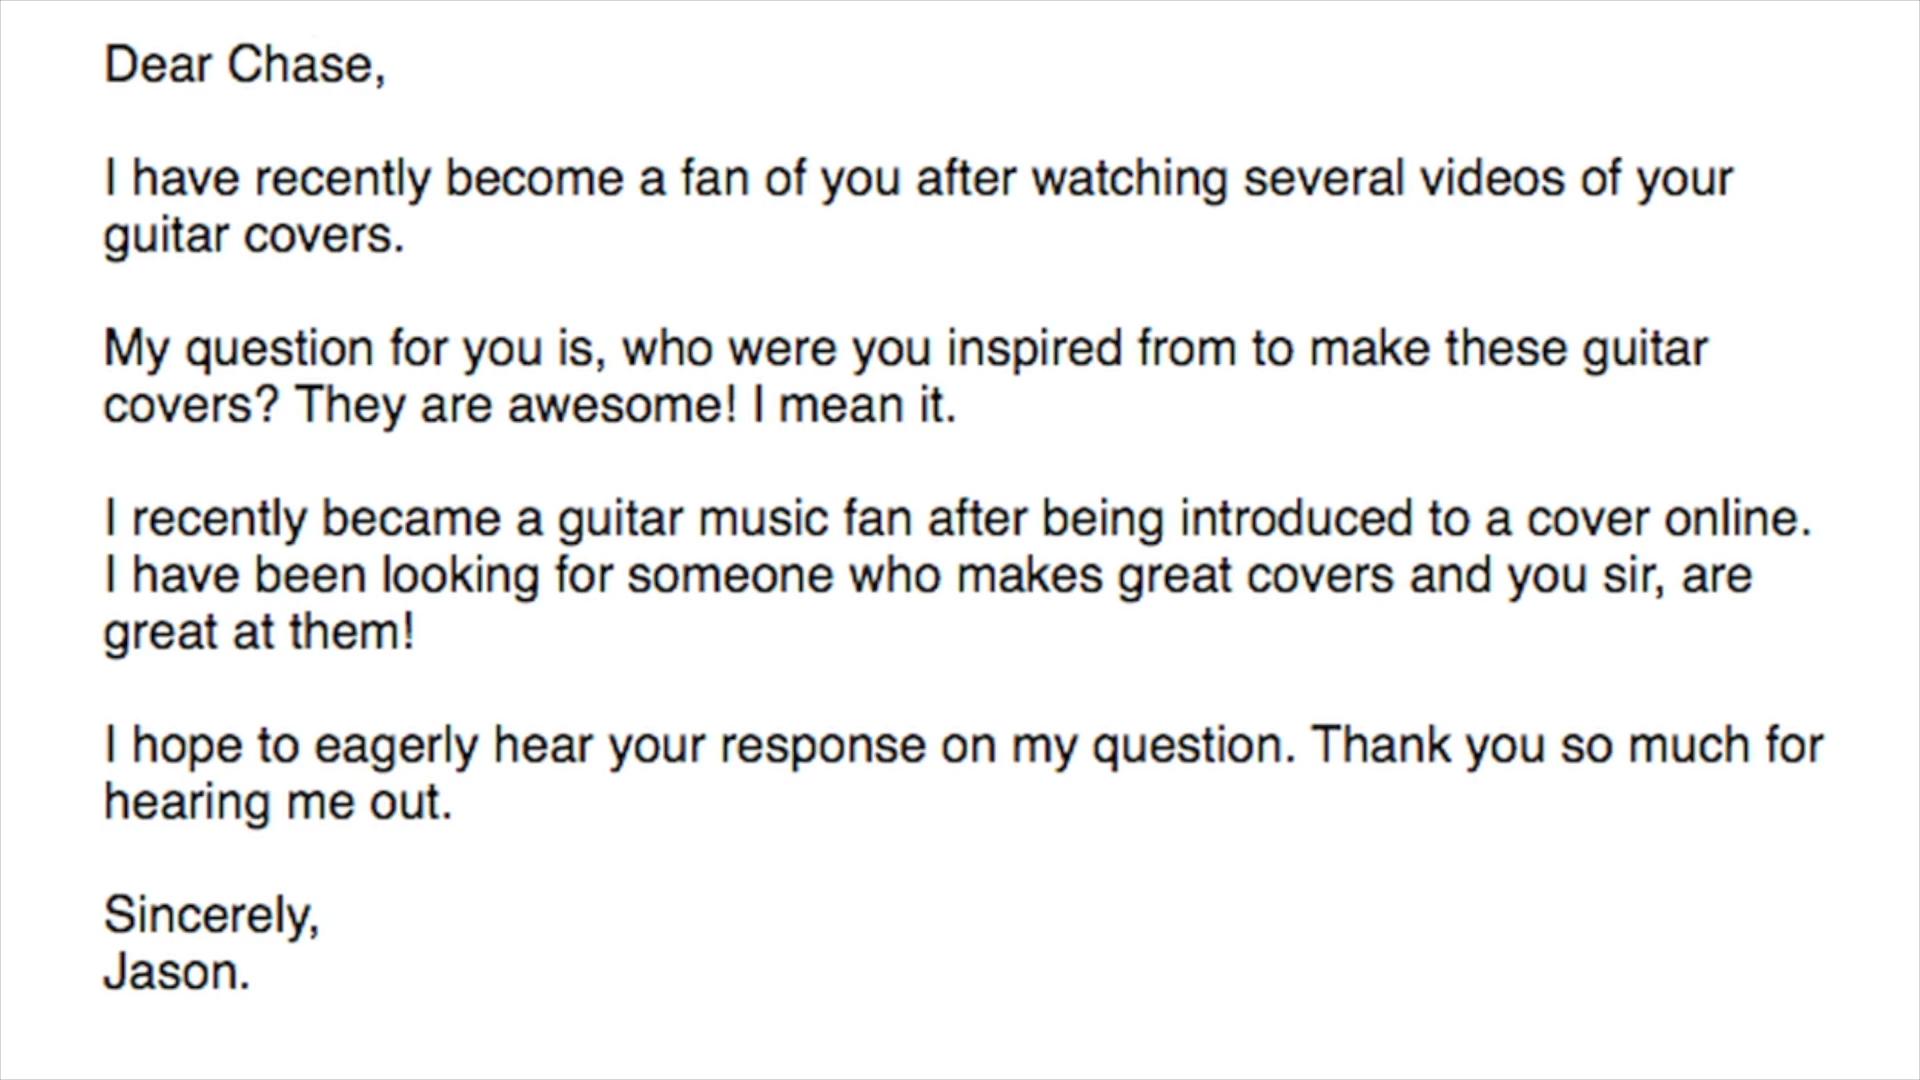 Dear Chase,
I have recently become a fan of you after watching several videos of your
guitar covers.
My question for you is, who were you inspired from to make these guitar
covers? They are awesome! I mean it.
I recently became a guitar music fan after being introduced to a cover online.
I have been looking for someone who makes great covers and you sir, are
great at them!
I hope to eagerly hear your response on my question. Thank you so much for
hearing me out.
Sincerely,
Jason.